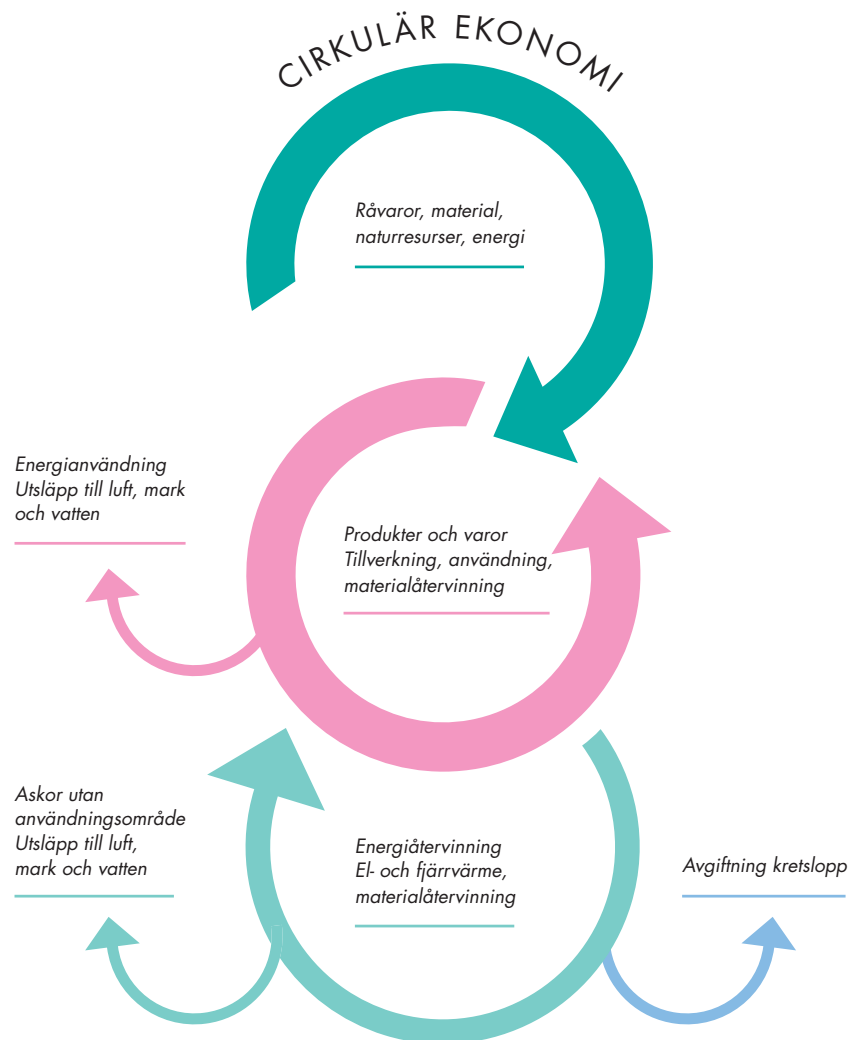 CIRKULÄR EKONOMI
Råvaror, material,
naturresurser, energi
Energianvändning
Utsläpp till luft, mark
och vatten
Produkter och varor
Tillverkning, användning,
materialåtervinning
Askor utan
användningsområde
Utsläpp till luft,
mark och vatten
Energiåtervinning
El- och fjärrvärme,
materialåtervinning
Avgiftning kretslopp